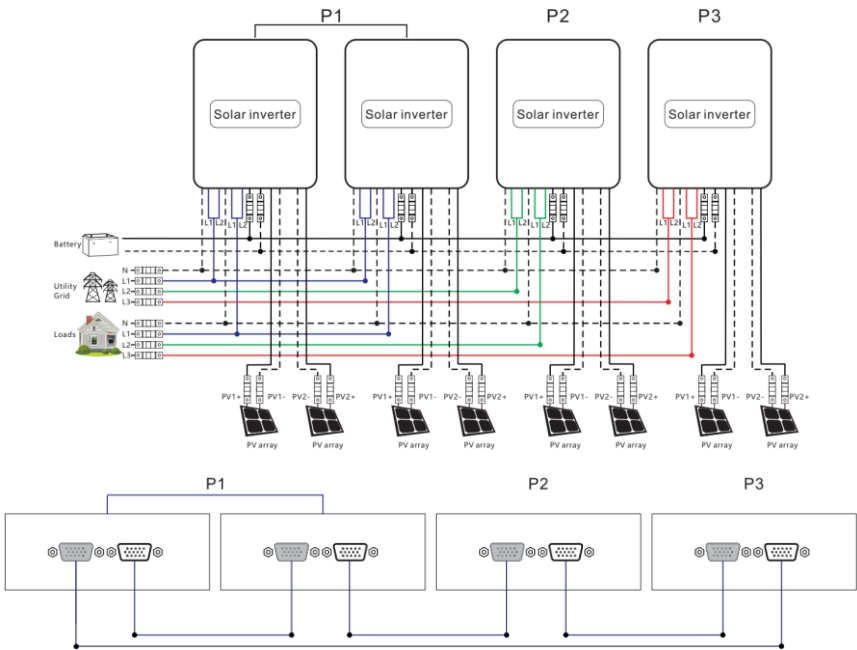 P1 P2 P3
Solar inverter Solar inverter Solar inverter Solar inverter
L1 L2 L1 L2 L1 L2 L1 L2 L1 L2 L1 L2 L1 L2 L1 L2
Battery
N
L1
Utility
Grid
L2
L3
N
Loads
L1
L2
L3
PV1+ PV1- PV2- PV2+ PV1+ PV1- PV2- PV2+ PV1+ PV1- PV2- PV2+ PV1+ PV1- PV2- PV2+
PV array PV array PV array PV array PV array PV array PV array PV array
P1 P2 P3